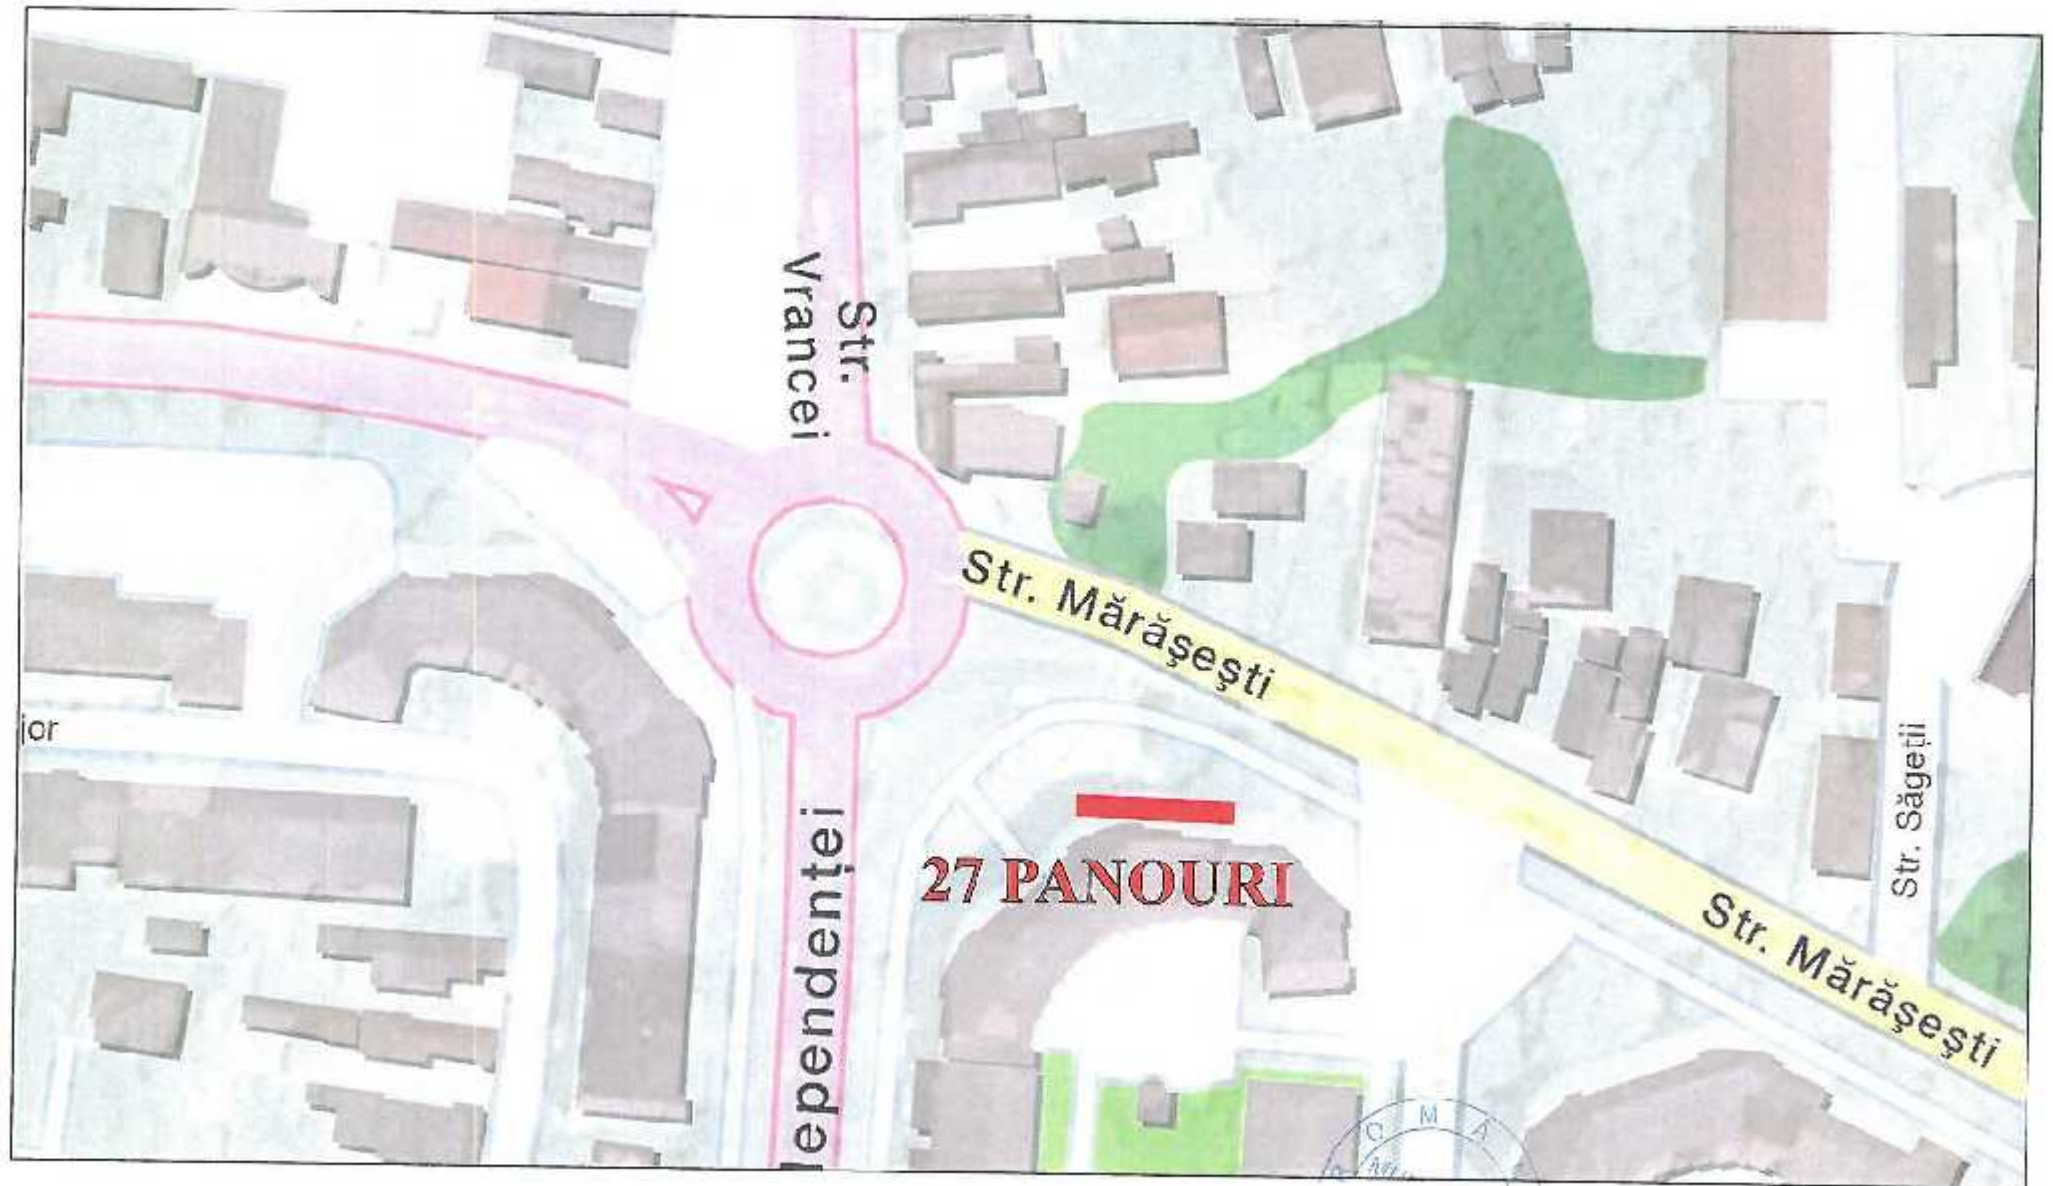 Str.
Vrancei
Str. Mărăşeşti
ior
Str. Săgeţii
27 PANOURI
ependenţei
Str. Mărăşeşti
O M Â